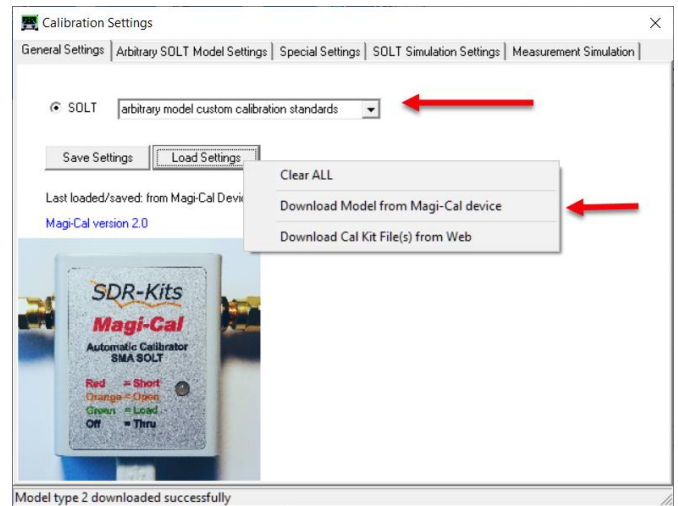 Calibration Settings
General Settings Arbitrary SOLT Model Settings Special Settings SOLT Simulation Settings Measurement Simulation
SOLT arbitrary model custom calibration standards
Save Settings Load Settings
Clear ALL
Last loaded/saved: from Magi-Cal Devi
Download Model from Magi-Cal device
Magi-Cal version 2.0
Download Cal Kit File(s) from Web
SDR-Kits
Magi-Cal
Automatic Calibrator
SMA SOLT
Red = Short
Orange = Open
Green = Load
Off = Thru
Model type 2 downloaded successfully